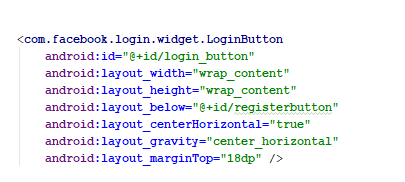 <com.facebook.login.widget.LoginButton
android:id="@+id/login_button"
android:layout_width="wrap_content"
android:layout_height="wrap_content"
android:layout_below="@+id/registerbutton"
android:layout_centerHorizontal="true"
android:layout_gravity="center_horizontal"
android:layout_marginTop="18dp" />